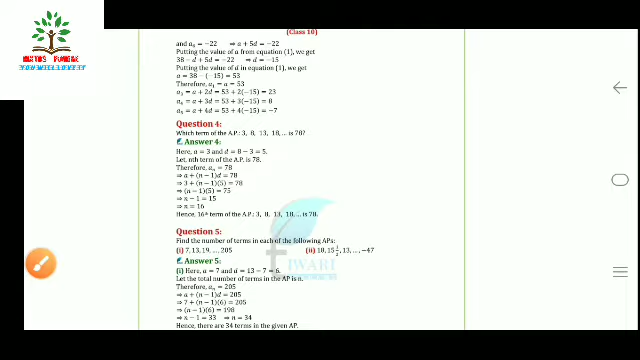 (Class 10)
and a₆ = −22 ⇒ a + 5d = −22
Putting the value of a from equation (1), we get
38 − d + 5d = −22 ⇒ d = −15
Putting the value of d in equation (1), we get
a = 38 − (−15) = 53
Therefore, a₁ = a = 53
a₃ = a + 2d = 53 + 2(−15) = 23
a₄ = a + 3d = 53 + 3(−15) = 8
a₅ = a + 4d = 53 + 4(−15) = −7
Question 4:
Which term of the A.P.: 3, 8, 13, 18, ... is 78?
Answer 4:
Here, a = 3 and d = 8 − 3 = 5.
Let, nth term of the A.P. is 78.
Therefore, aₙ = 78
⇒ a + (n − 1)d = 78
⇒ 3 + (n − 1)(5) = 78
⇒ (n − 1)(5) = 75
⇒ n − 1 = 15
⇒ n = 16
Hence, 16ᵗʰ term of the A.P.: 3, 8, 13, 18, ... is 78.
Question 5:
Find the number of terms in each of the following APs:
(i) 7, 13, 19, ..., 205 (ii) 18, 15 1/2, 13, ..., −47
IWARI
Answer 5:
(i) Here, a = 7 and d = 13 − 7 = 6.
Let the total number of terms in the AP is n.
Therefore, aₙ = 205
⇒ a + (n − 1)d = 205
⇒ 7 + (n − 1)(6) = 205
⇒ (n − 1)(6) = 198
⇒ n − 1 = 33 ⇒ n = 34
Hence, there are 34 terms in the given AP.